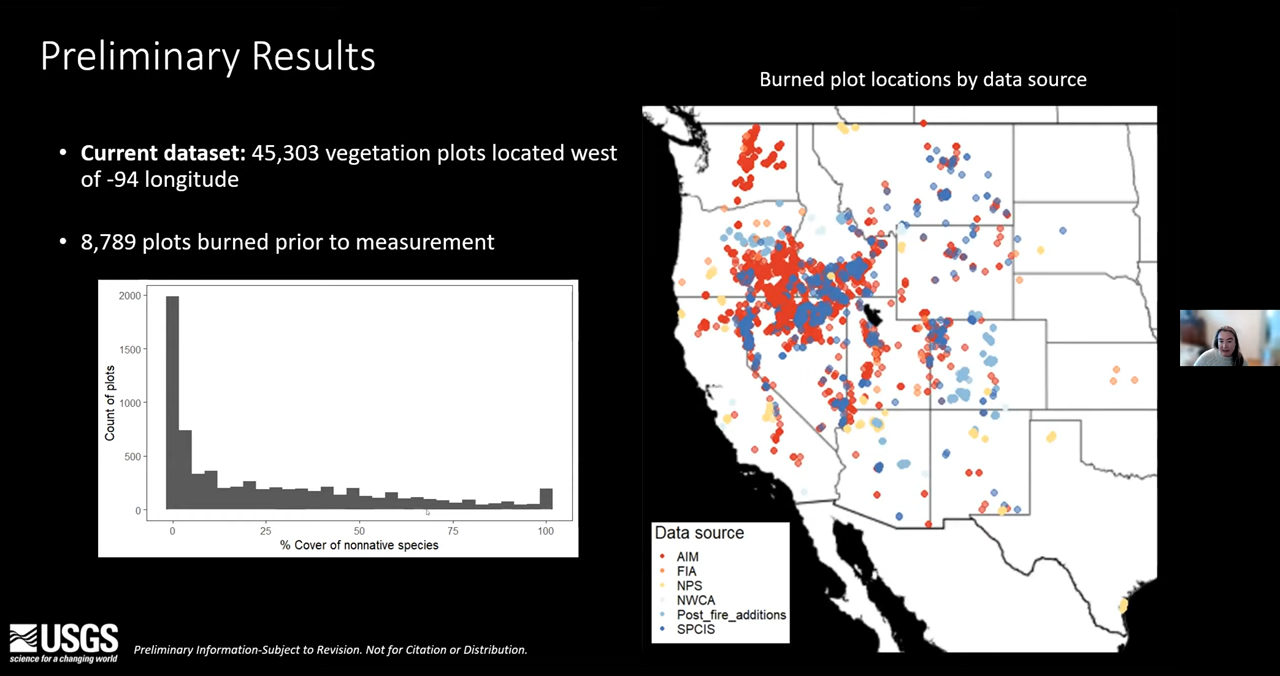 Preliminary Results
• Current dataset: 45,303 vegetation plots located west
of -94 longitude
• 8,789 plots burned prior to measurement
2000
1500
1000
500
0
Count of plots
0 25 50 75 100
% Cover of nonnative species
Burned plot locations by data source
Data source
AIM
FIA
NPS
NWCA
Post_fire_additions
SPCIS
USGS
science for a changing world
Preliminary Information-Subject to Revision. Not for Citation or Distribution.